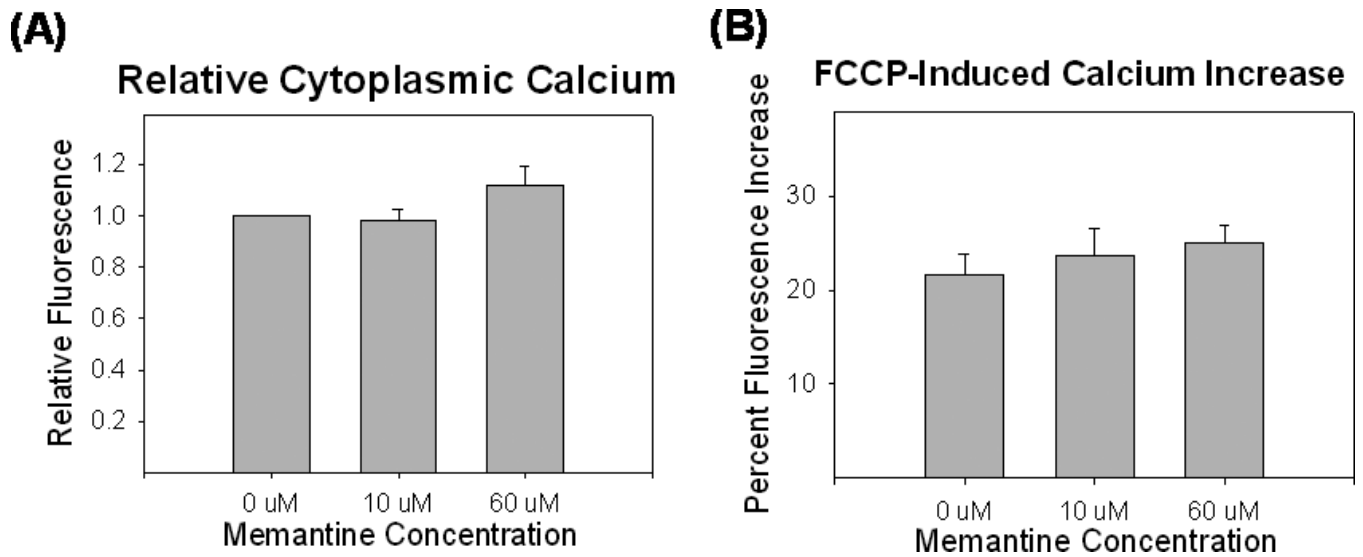 (A)
Relative Cytoplasmic Calcium
Relative Fluorescence
1.2
1.0
0.8
0.6
0.4
0.2
0 uM 10 uM 60 uM
Memantine Concentration
(B)
FCCP-Induced Calcium Increase
Percent Fluorescence Increase
30
20
10
0 uM 10 uM 60 uM
Memantine Concentration